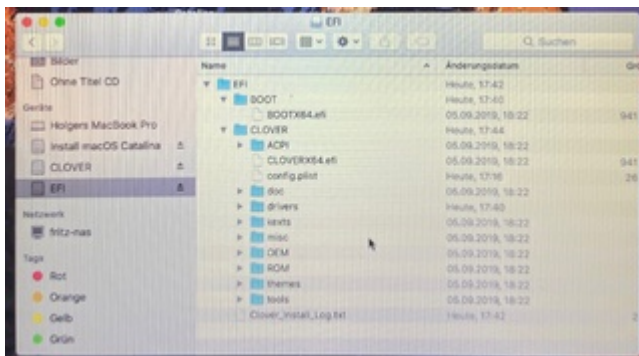 EFI
Suchen
Bilder
Ohne Titel CD
Geräte
Holgers MacBook Pro
Install macOS Catalina
CLOVER
EFI
Netzwerk
fritz-nas
Tags
Rot
Orange
Gelb
Grün
Name Änderungsdatum Grö
EFI Heute, 17:42
BOOT Heute, 17:40
BOOTX64.efi 05.09.2019, 18:22 941
CLOVER Heute, 17:44
ACPI 05.09.2019, 18:22
CLOVERX64.efi 05.09.2019, 18:22 941
config.plist Heute, 17:16 26
doc 05.09.2019, 18:22
drivers Heute, 17:40
kexts 05.09.2019, 18:22
misc 05.09.2019, 18:22
OEM 05.09.2019, 18:22
ROM 05.09.2019, 18:22
themes 05.09.2019, 18:22
tools 05.09.2019, 18:22
Clover_Install_Log.txt Heute, 17:42 2